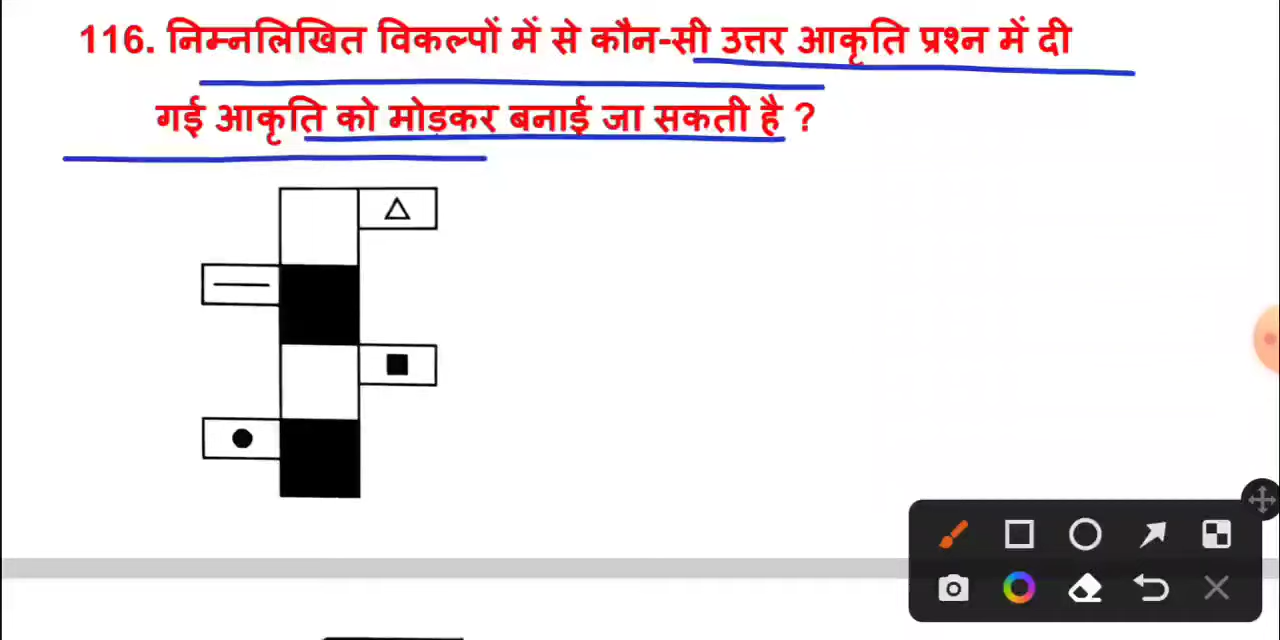 116. निम्नलिखित विकल्पों में से कौन-सी उत्तर आकृति प्रश्न में दी
गई आकृति को मोड़कर बनाई जा सकती है ?